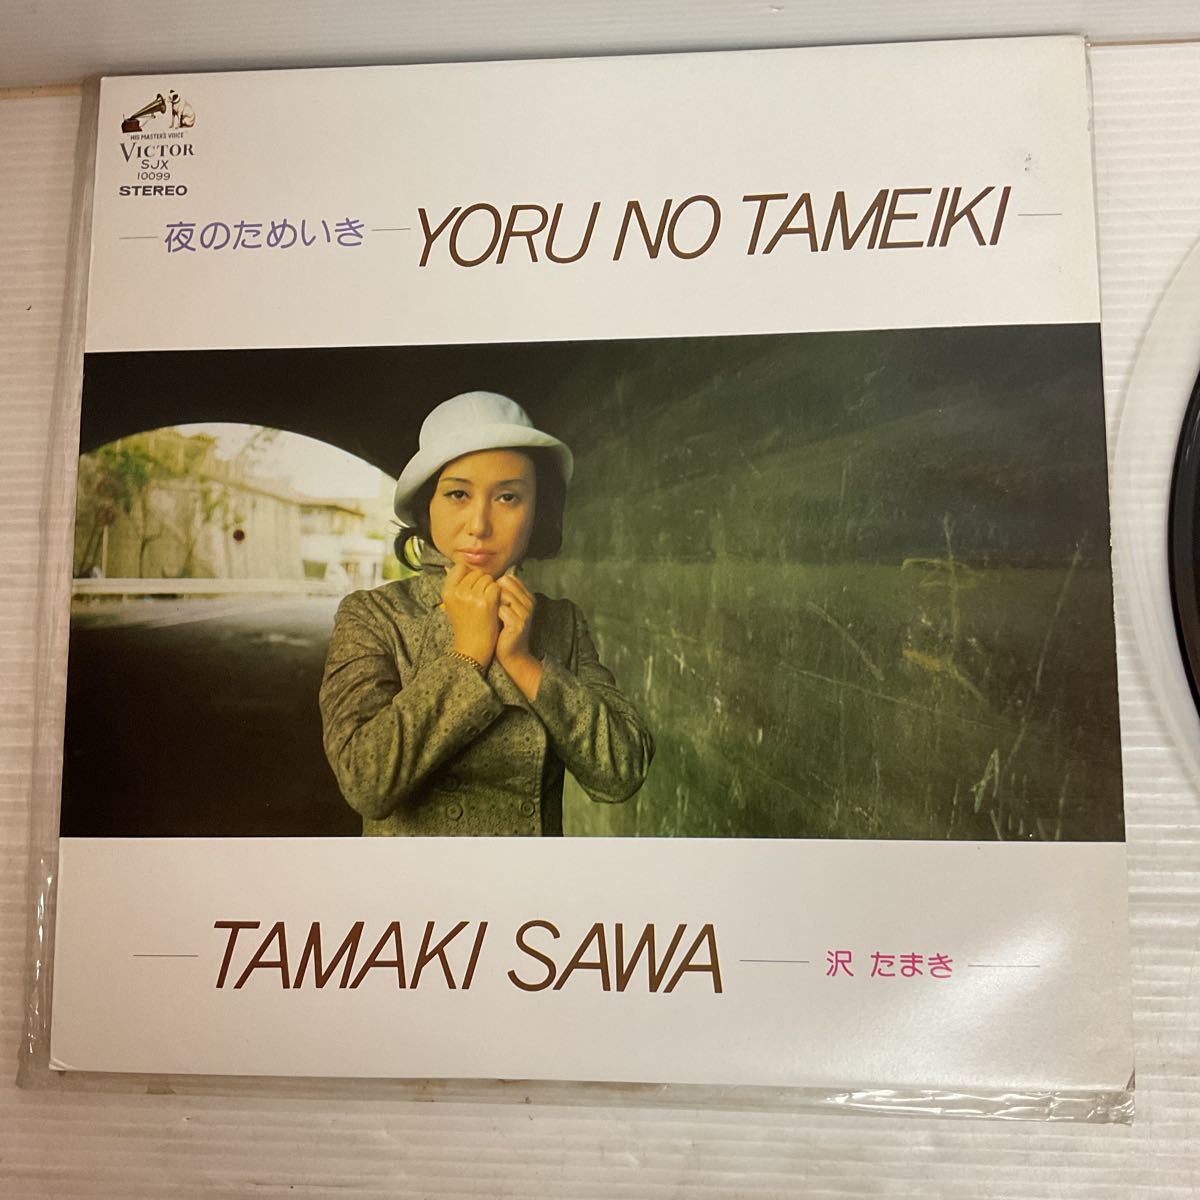 "HIS MASTER'S VOICE"
VICTOR
SJX
10099
STEREO
夜のためいき YORU NO TAMEIKI
TAMAKI SAWA 沢 たまき